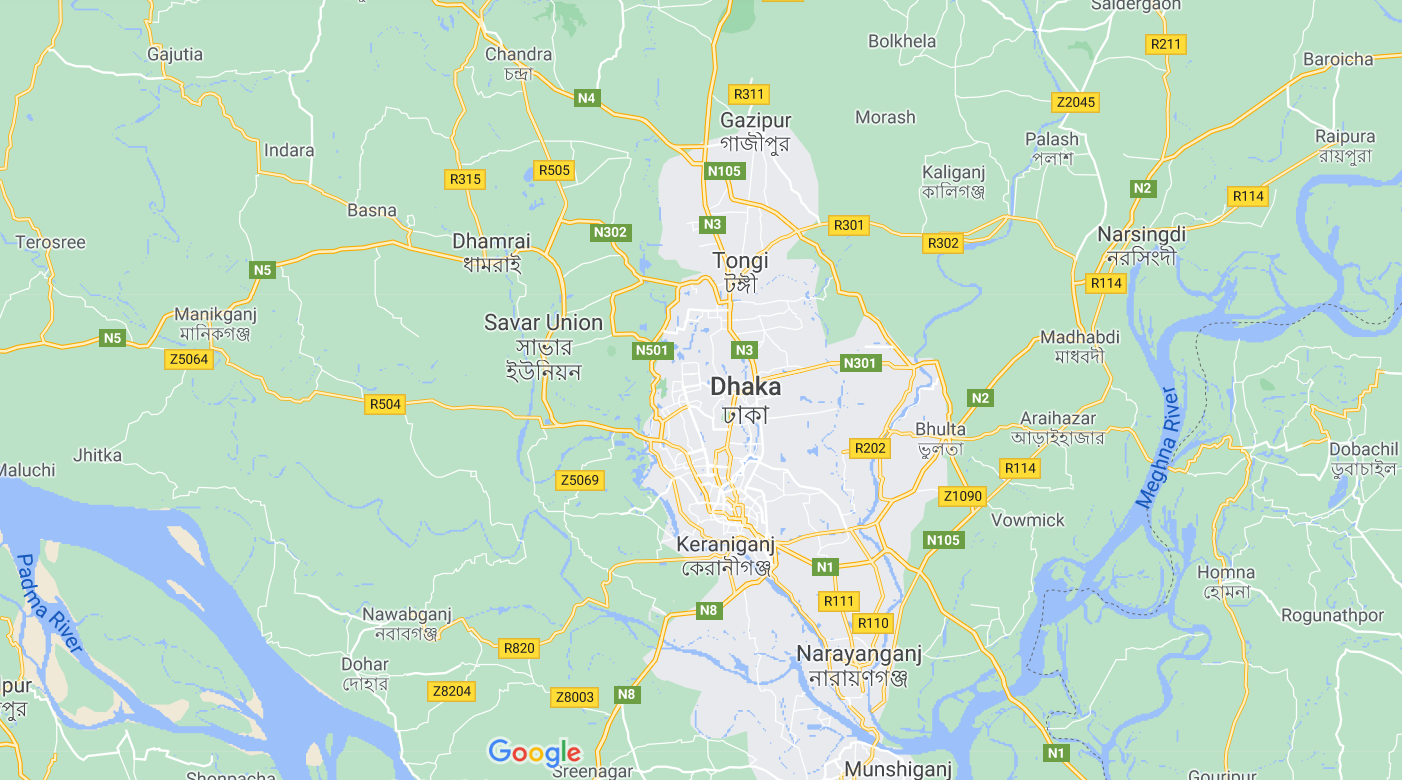 Saidergaon
Bolkhela
R211
Gajutia
Chandra
চন্দ্রা
Baroicha
N4
R311
Z2045
Gazipur
গাজীপুর
Morash
Palash
পলাশ
Raipura
রায়পুরা
Indara
R315
R505
N105
Kaliganj
কালিগঞ্জ
N2
R114
Basna
N302
N3
R301
R302
Narsingdi
নরসিংদী
Terosree
Dhamrai
ধামরাই
N5
Tongi
টঙ্গী
R114
Manikganj
মানিকগঞ্জ
N5
Z5064
Savar Union
সাভার
ইউনিয়ন
N501
N3
N301
Madhabdi
মাধবদী
Dhaka
ঢাকা
R504
N2
Meghna River
Araihazar
আড়াইহাজার
Bhulta
ভুলতা
R202
Jhitka
Maluchi
Z5069
R114
Dobachil
ডুবাচাইল
Z1090
Vowmick
N105
Keraniganj
কেরানীগঞ্জ
N1
Homna
হোমনা
Padma River
Nawabganj
নবাবগঞ্জ
N8
R111
R110
Rogunathpor
R820
Narayanganj
নারায়ণগঞ্জ
Dohar
দোহার
Z8204
Z8003
N8
lpur
পুর
Google
N1
Shonpacha
Sreenagar
Munshiganj
Gouripur